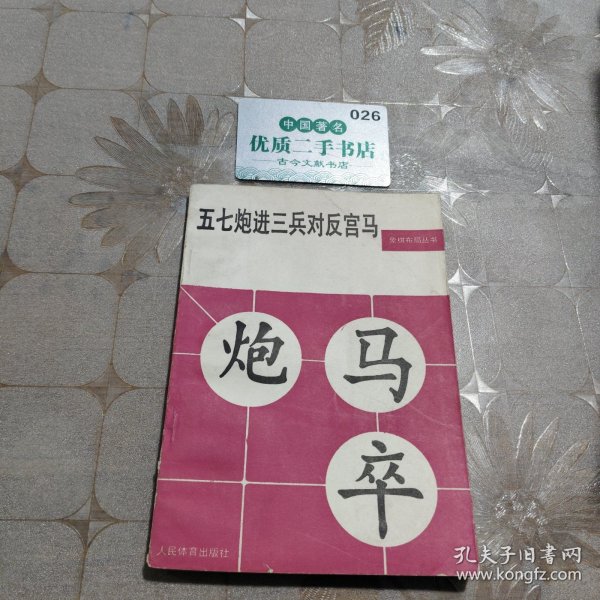 026
中国著名
优质二手书店
古今文献书店
五七炮进三兵对反宫马
象棋布局丛书
炮 马
卒
人民体育出版社
孔夫子旧书网
www.kongfz.com